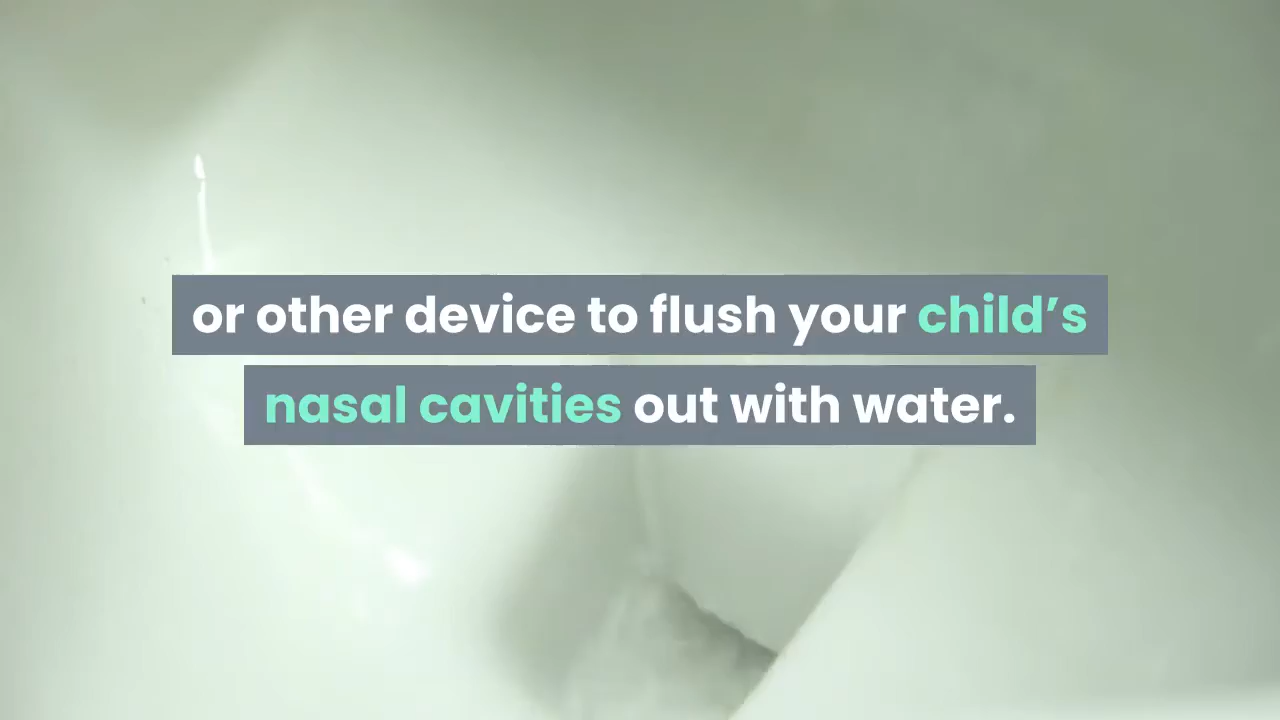 or other device to flush your child’s
nasal cavities out with water.